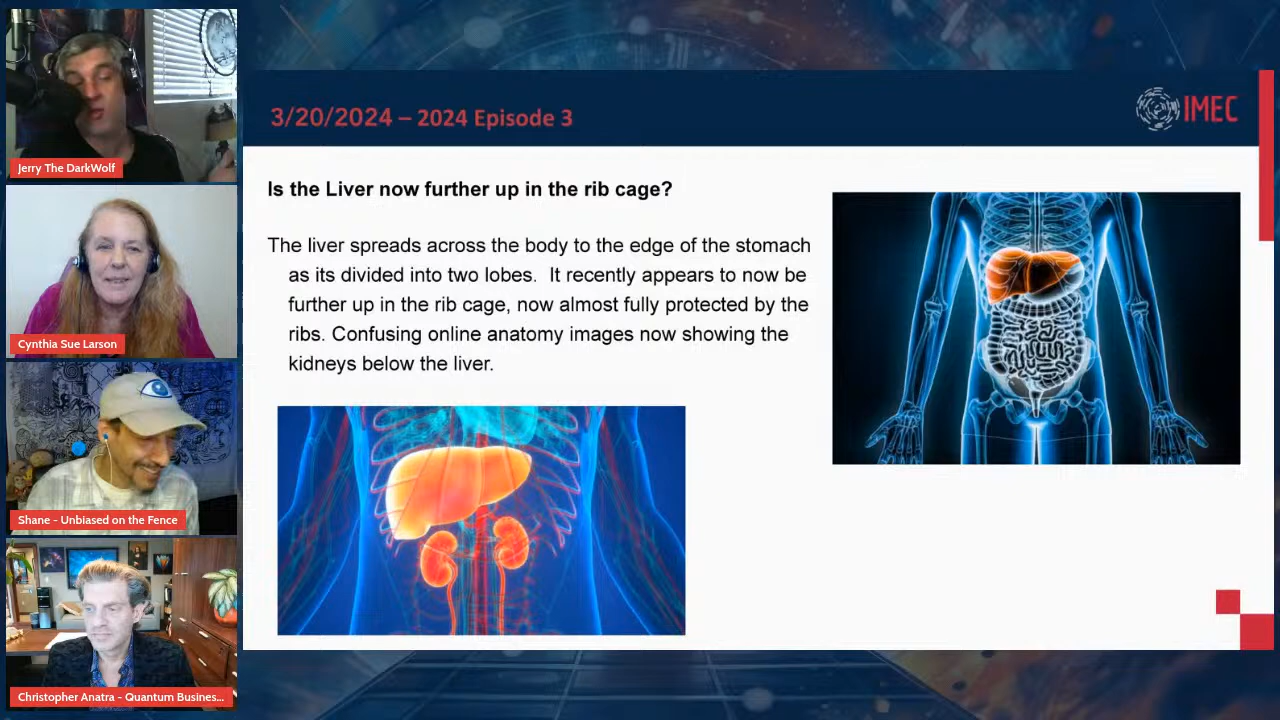 Jerry The DarkWolf
Cynthia Sue Larson
Shane - Unbiased on the Fence
Christopher Anatra - Quantum Busines...
3/20/2024 – 2024 Episode 3
IMEC
Is the Liver now further up in the rib cage?
The liver spreads across the body to the edge of the stomach
as its divided into two lobes.  It recently appears to now be
further up in the rib cage, now almost fully protected by the
ribs. Confusing online anatomy images now showing the
kidneys below the liver.